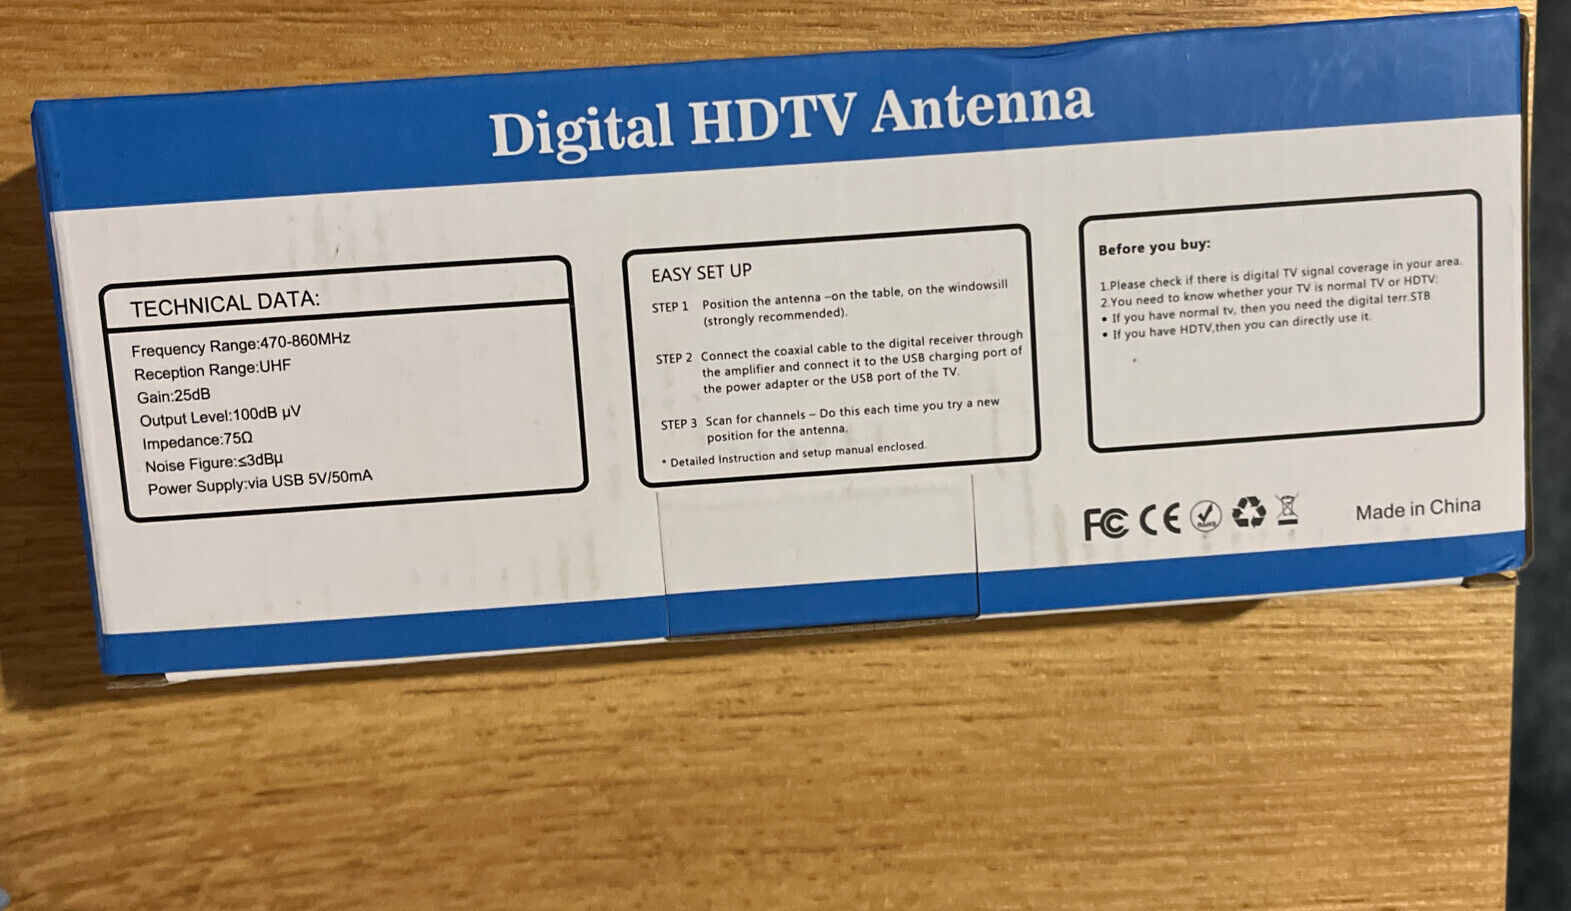 Digital HDTV Antenna
TECHNICAL DATA:
Frequency Range:470-860MHz
Reception Range:UHF
Gain:25dB
Output Level:100dB μV
Impedance:75Ω
Noise Figure:≤3dBμ
Power Supply:via USB 5V/50mA
EASY SET UP
STEP 1 Position the antenna –on the table, on the windowsill
(strongly recommended).
STEP 2 Connect the coaxial cable to the digital receiver through
the amplifier and connect it to the USB charging port of
the power adapter or the USB port of the TV.
STEP 3 Scan for channels – Do this each time you try a new
position for the antenna.
* Detailed Instruction and setup manual enclosed.
Before you buy:
1.Please check if there is digital TV signal coverage in your area.
2.You need to know whether your TV is normal TV or HDTV:
• If you have normal tv, then you need the digital terr.STB
• If you have HDTV,then you can directly use it.
FC CE RoHS
Made in China